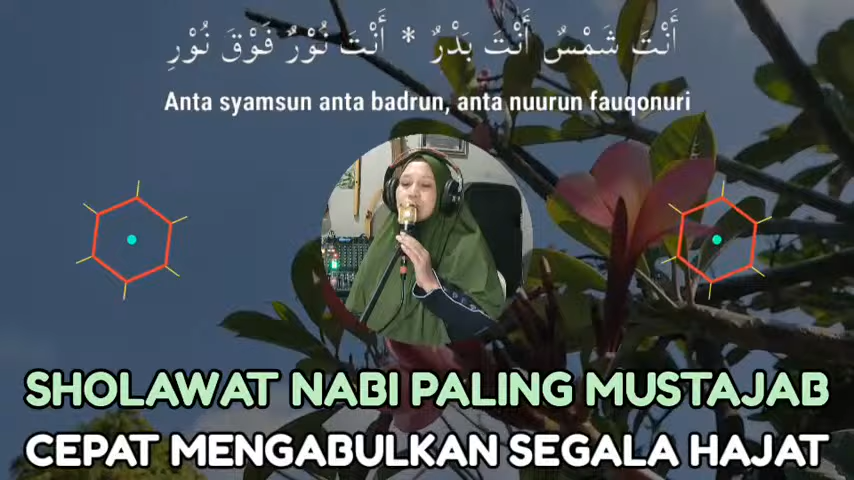 أَنْتَ شَمْسٌ أَنْتَ بَدْرٌ * أَنْتَ نُوْرٌ فَوْقَ نُوْرِ
Anta syamsun anta badrun, anta nuurun fauqonuri
SHOLAWAT NABI PALING MUSTAJAB
CEPAT MENGABULKAN SEGALA HAJAT